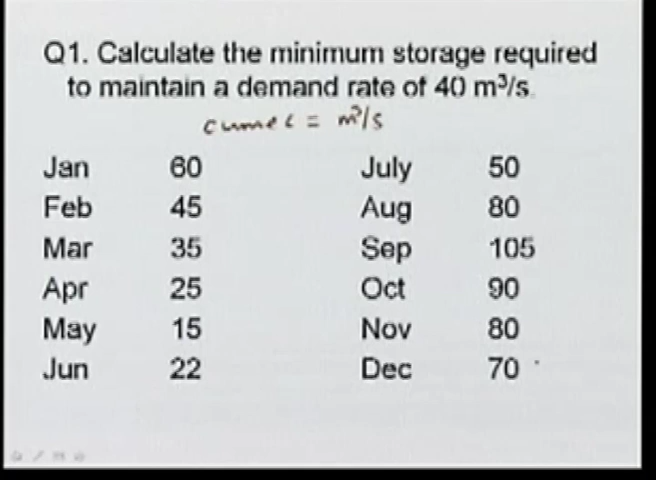 Q1. Calculate the minimum storage required
to maintain a demand rate of 40 m³/s.
cumec = m³/s
Jan 60 July 50
Feb 45 Aug 80
Mar 35 Sep 105
Apr 25 Oct 90
May 15 Nov 80
Jun 22 Dec 70